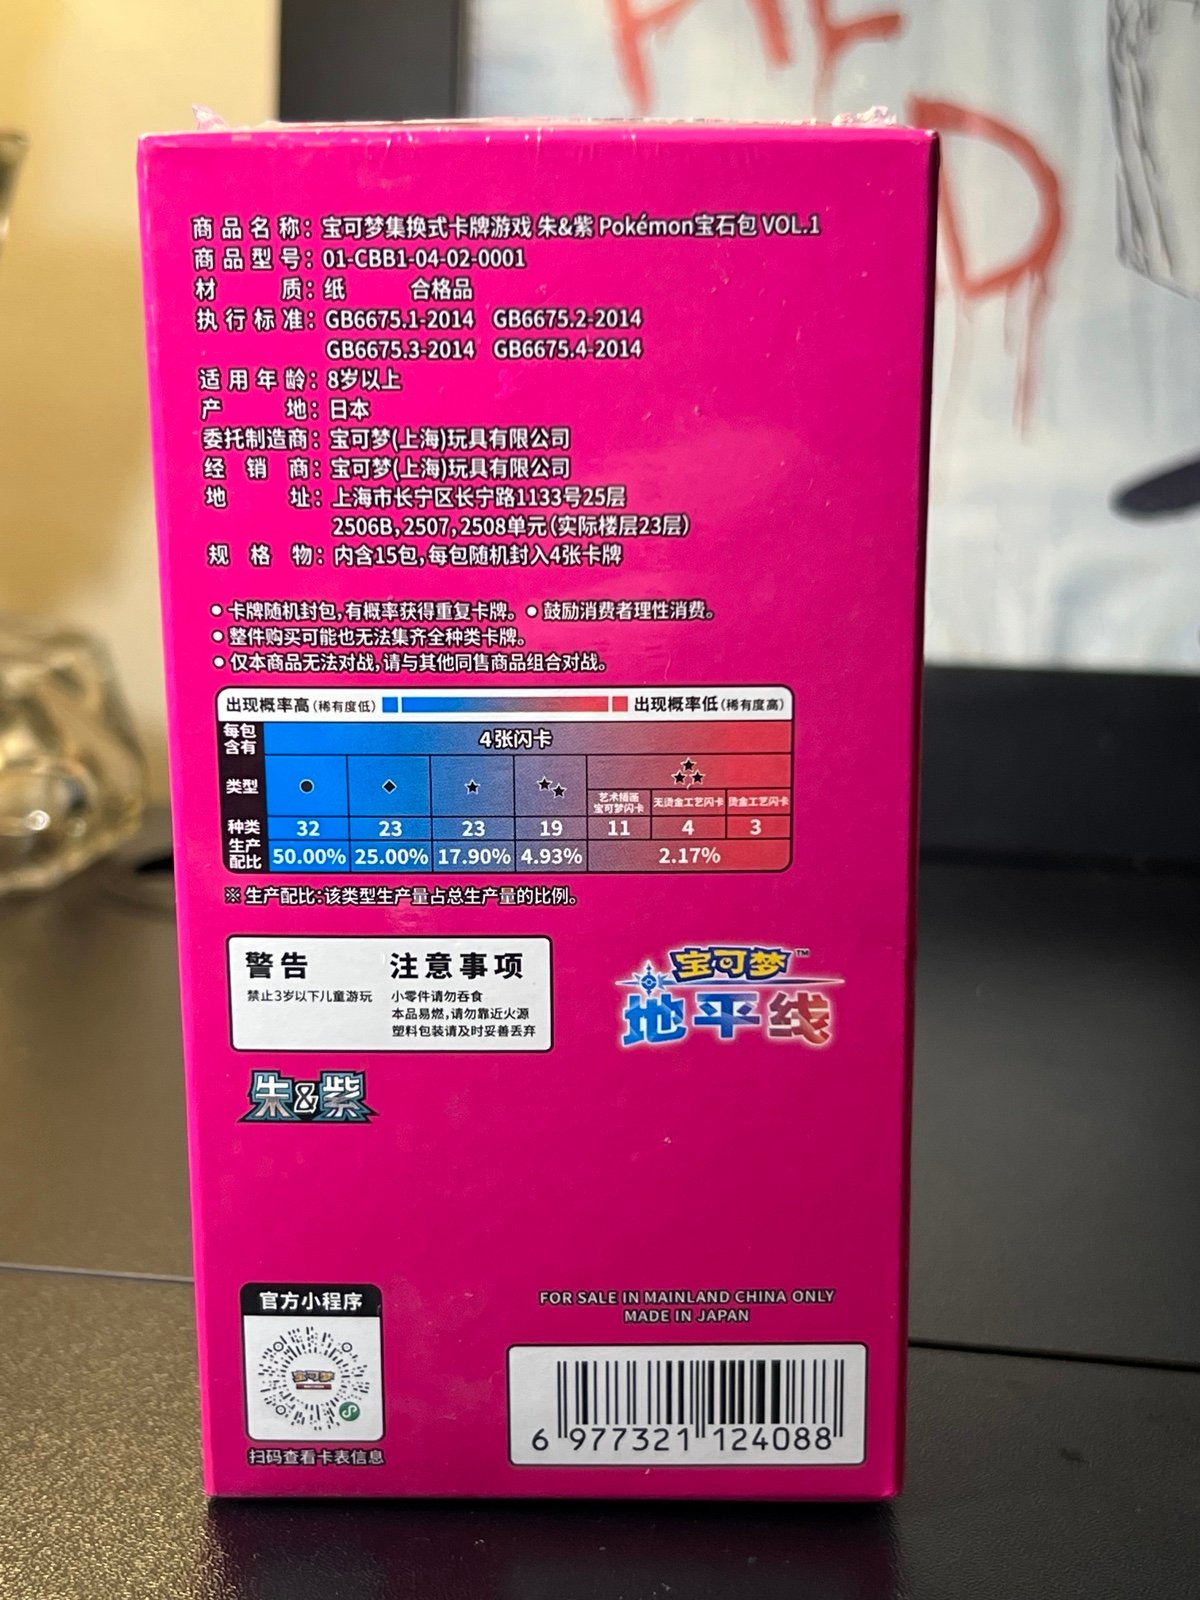 商品名称：宝可梦集换式卡牌游戏 朱&紫 Pokémon宝石包 VOL.1
商品型号：01-CBB1-04-02-0001
材质：纸 合格品
执行标准：GB6675.1-2014 GB6675.2-2014
GB6675.3-2014 GB6675.4-2014
适用年龄：8岁以上
产地：日本
委托制造商：宝可梦(上海)玩具有限公司
经销商：宝可梦(上海)玩具有限公司
地址：上海市长宁区长宁路1133号25层
2506B,2507,2508单元(实际楼层23层)
规格物：内含15包,每包随机封入4张卡牌
●卡牌随机封包,有概率获得重复卡牌。●鼓励消费者理性消费。
●整件购买可能也无法集齐全种类卡牌。
●仅本商品无法对战,请与其他同售商品组合对战。
出现概率高(稀有度低) 出现概率低(稀有度高)
每包含有 4张闪卡
类型 ● ◆ ★ ★★ ★★★
艺术插画宝可梦闪卡 无烫金工艺闪卡 烫金工艺闪卡
种类 32 23 23 19 11 4 3
生产配比 50.00% 25.00% 17.90% 4.93% 2.17%
※ 生产配比:该类型生产量占总生产量的比例。
警告 注意事项
禁止3岁以下儿童游玩 小零件请勿吞食
本品易燃,请勿靠近火源
塑料包装请及时妥善丢弃
宝可梦™
地平线
朱&紫
官方小程序
宝可梦
扫码查看卡表信息
FOR SALE IN MAINLAND CHINA ONLY
MADE IN JAPAN
6 977321 124088